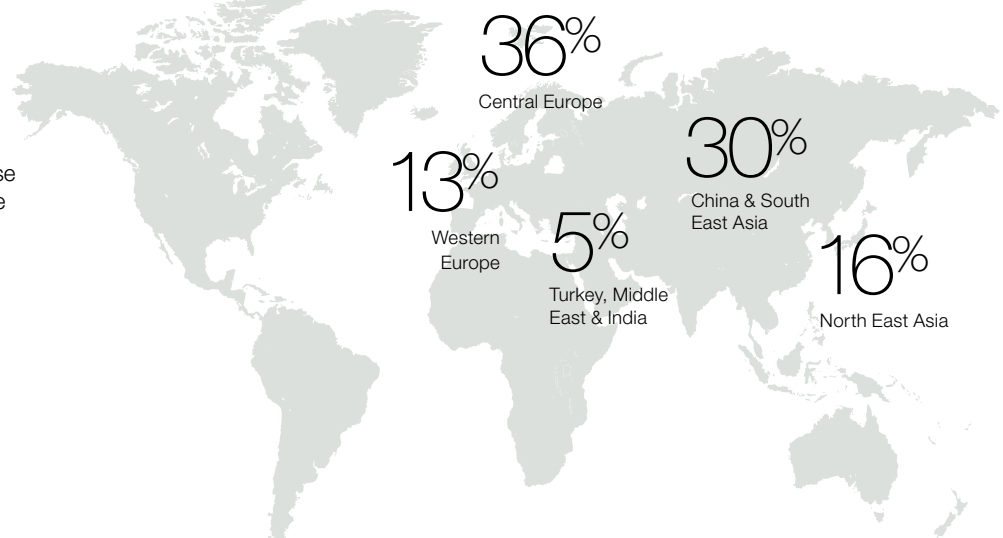 36%
Central Europe
30%
China & South
East Asia
13%
Western
Europe
se
e
5%
Turkey, Middle
East & India
16%
North East Asia